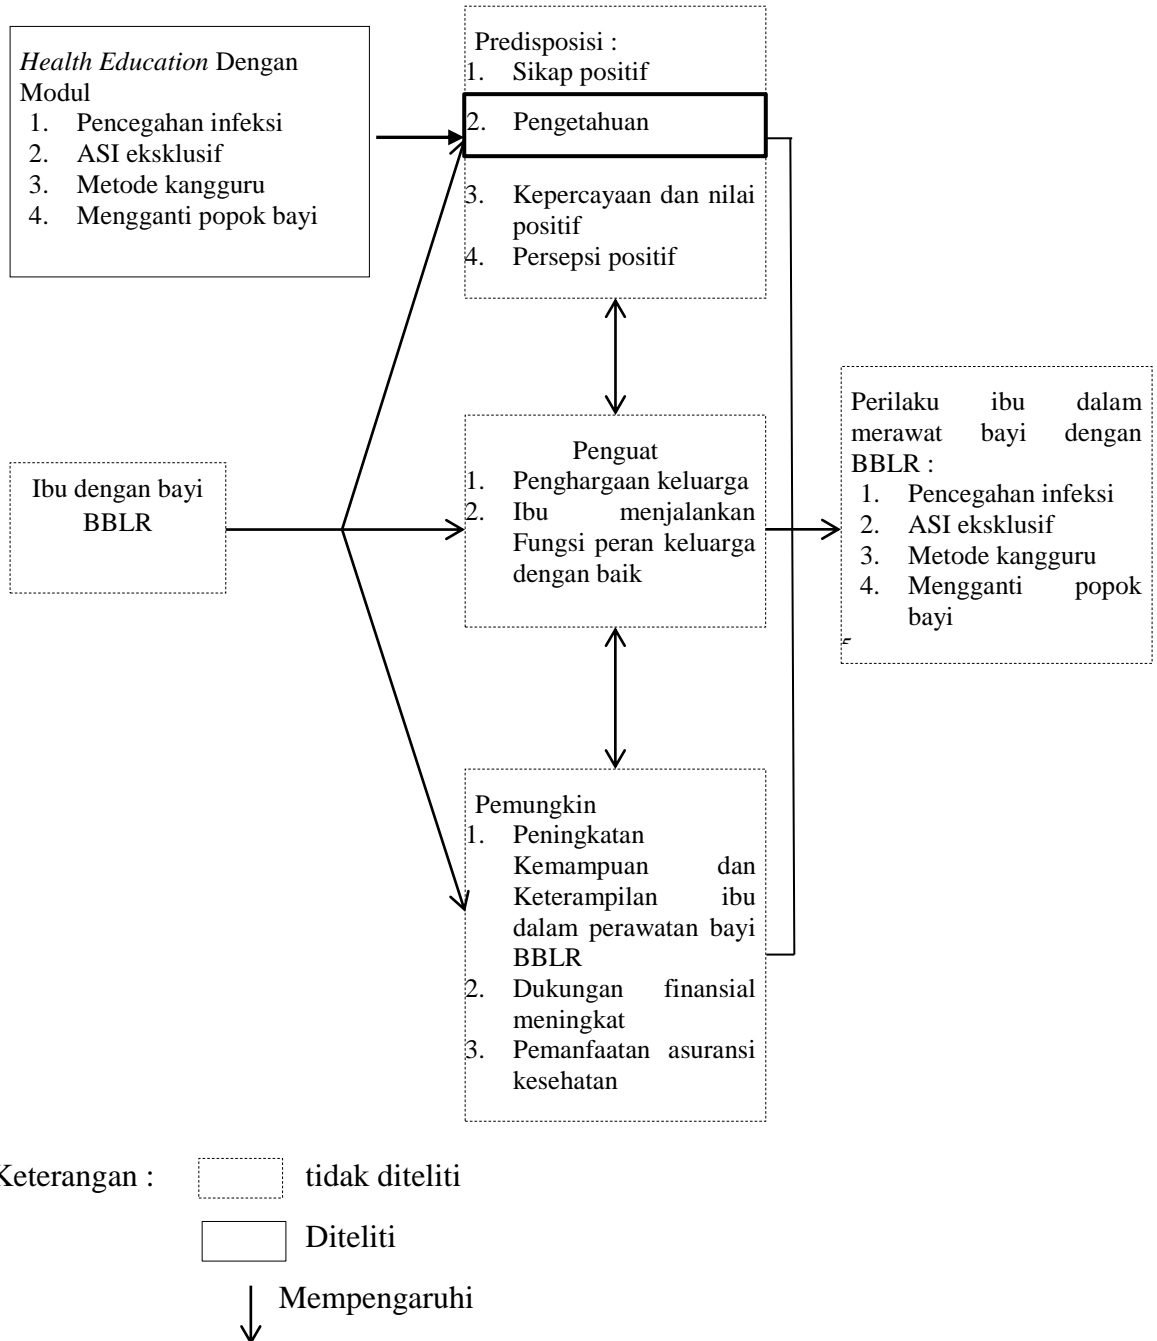 Health Education Dengan
Modul
1. Pencegahan infeksi
2. ASI eksklusif
3. Metode kangguru
4. Mengganti popok bayi
Predisposisi :
1. Sikap positif
2. Pengetahuan
3. Kepercayaan dan nilai
positif
4. Persepsi positif
Ibu dengan bayi
BBLR
Penguat
1. Penghargaan keluarga
2. Ibu menjalankan
Fungsi peran keluarga
dengan baik
Perilaku ibu dalam
merawat bayi dengan
BBLR :
1. Pencegahan infeksi
2. ASI eksklusif
3. Metode kangguru
4. Mengganti popok
bayi
Pemungkin
1. Peningkatan
Kemampuan dan
Keterampilan ibu
dalam perawatan bayi
BBLR
2. Dukungan finansial
meningkat
3. Pemanfaatan asuransi
kesehatan
Keterangan :
tidak diteliti
Diteliti
Mempengaruhi